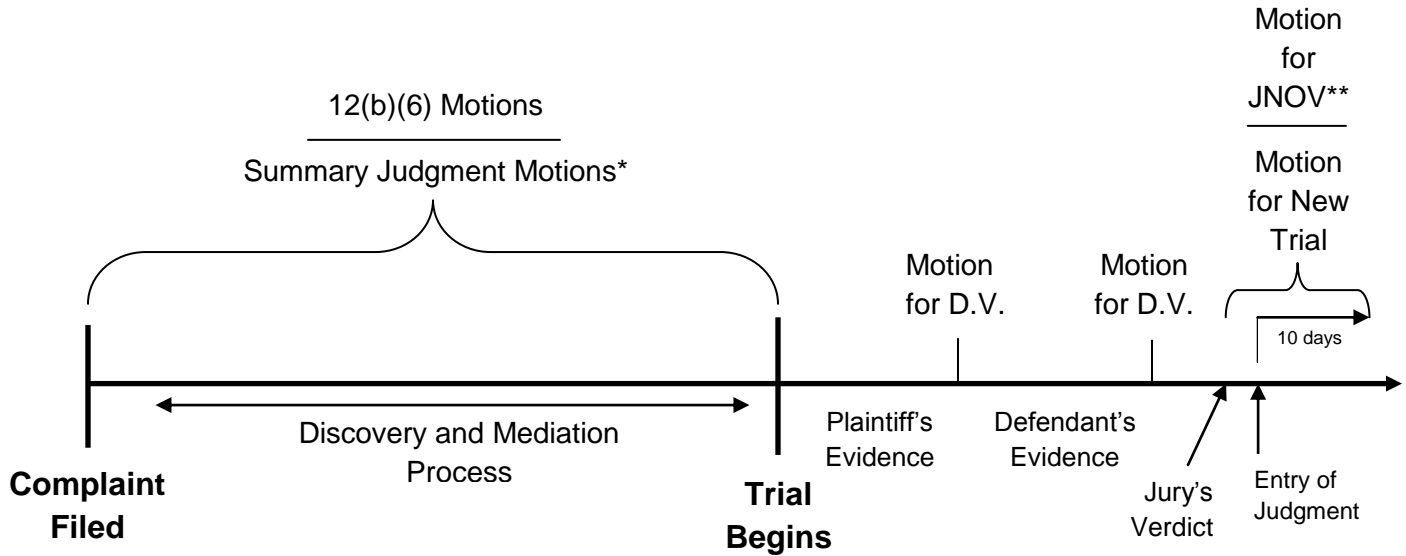 12(b)(6) Motions
Summary Judgment Motions*
Motion
for D.V.
Motion
for D.V.
Motion
for
JNOV**
Motion
for New
Trial
10 days
Discovery and Mediation
Process
Plaintiff's
Evidence
Defendant's
Evidence
Complaint
Filed
Trial
Begins
Jury's
Verdict
Entry of
Judgment